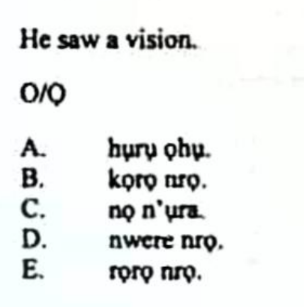 He saw a vision.
O/Ọ
A. hụrụ ọhụ.
B. kọrọ nrọ.
C. nọ n'ụra.
D. nwere nrọ.
E. rọrọ nrọ.